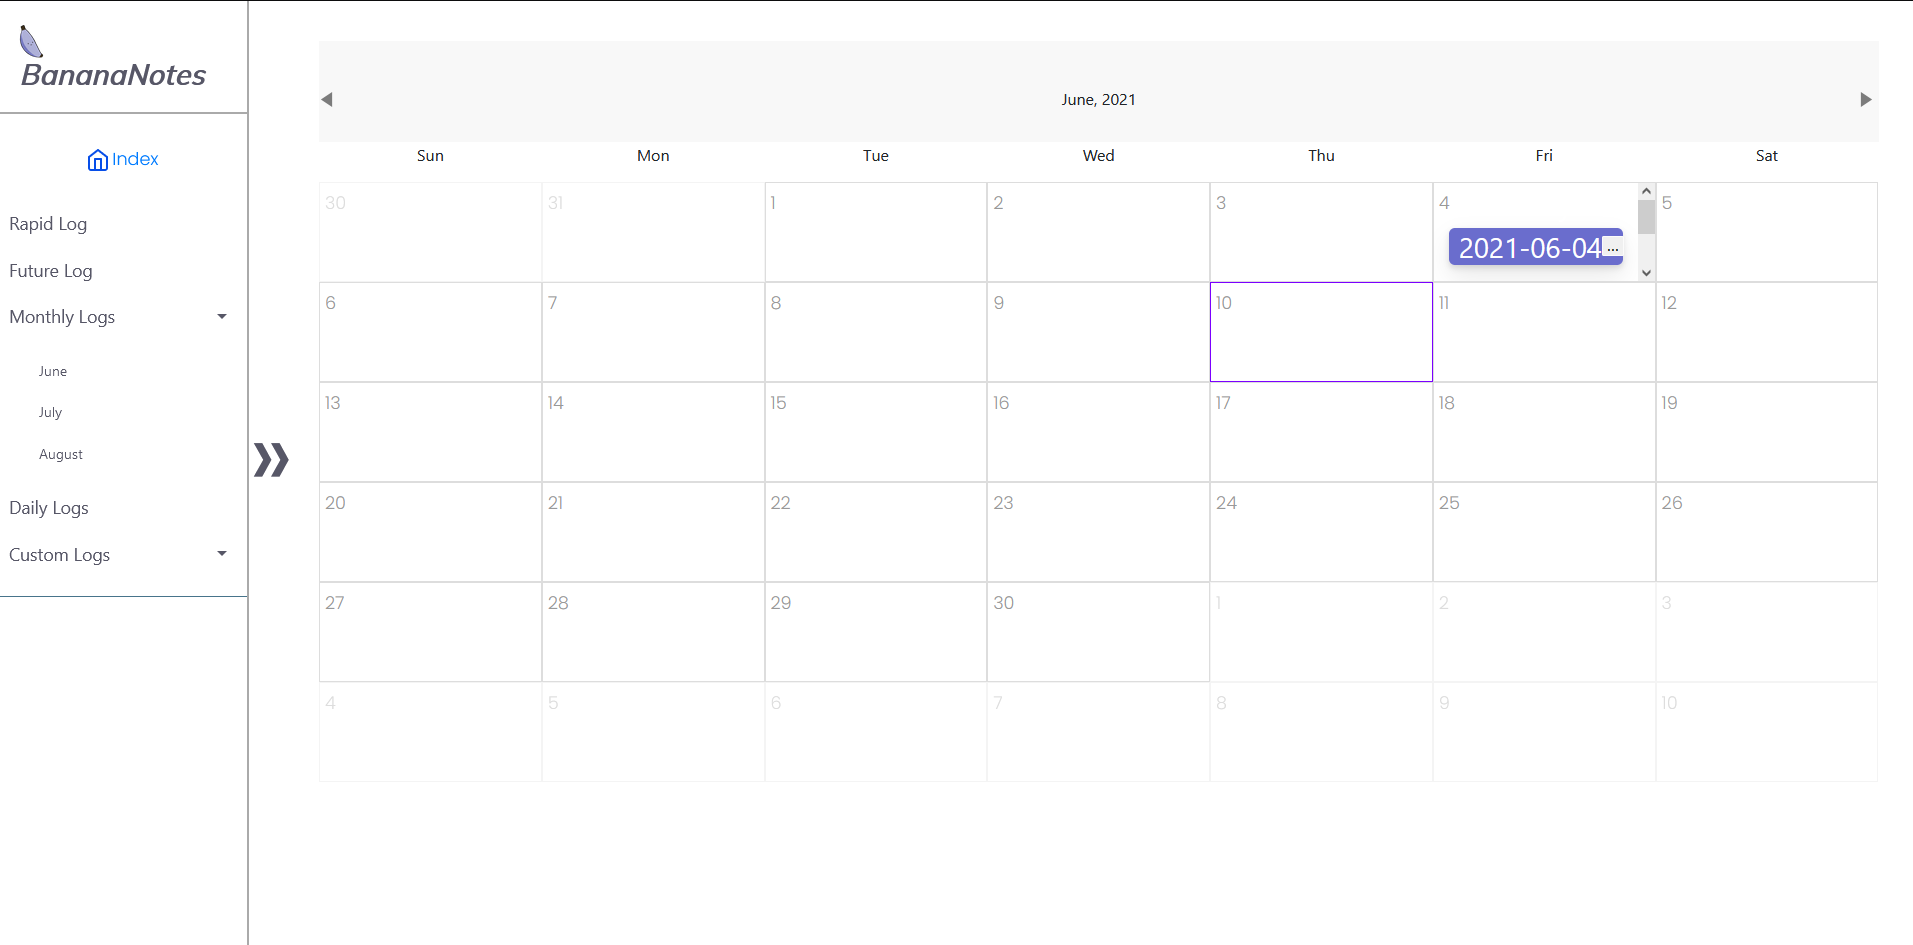 BananaNotes
Index
Rapid Log
Future Log
Monthly Logs
June
July
August
Daily Logs
Custom Logs
June, 2021
Sun Mon Tue Wed Thu Fri Sat
30 31 1 2 3 4 5
2021-06-04...
6 7 8 9 10 11 12
13 14 15 16 17 18 19
20 21 22 23 24 25 26
27 28 29 30 1 2 3
4 5 6 7 8 9 10